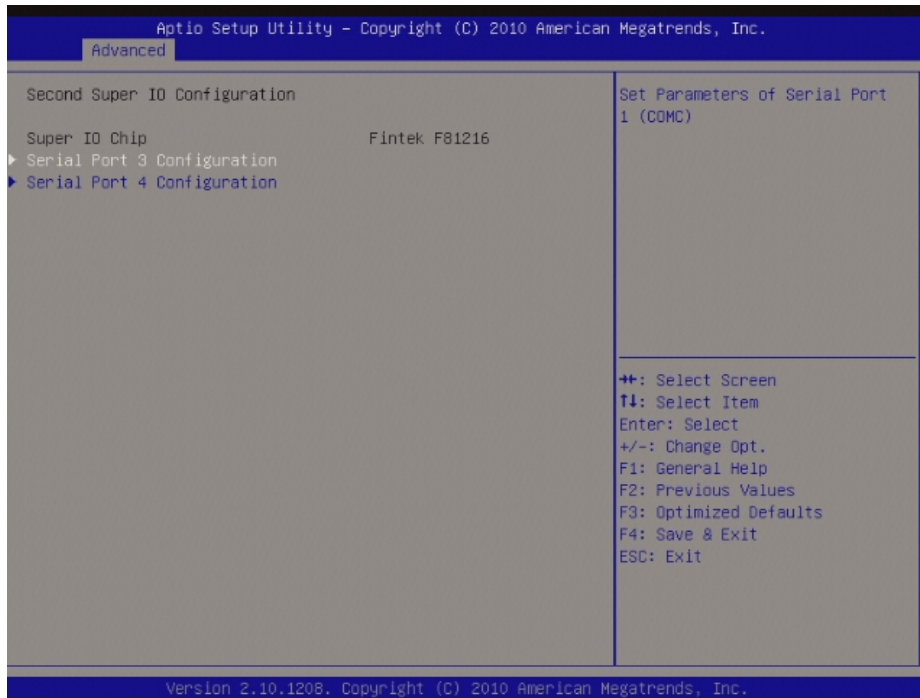 Aptio Setup Utility – Copyright (C) 2010 American Megatrends, Inc.
Advanced
Second Super IO Configuration
Super IO Chip Fintek F81216
▶ Serial Port 3 Configuration
▶ Serial Port 4 Configuration
Set Parameters of Serial Port
1 (COMC)
→←: Select Screen
↑↓: Select Item
Enter: Select
+/-: Change Opt.
F1: General Help
F2: Previous Values
F3: Optimized Defaults
F4: Save & Exit
ESC: Exit
Version 2.10.1208. Copyright (C) 2010 American Megatrends, Inc.